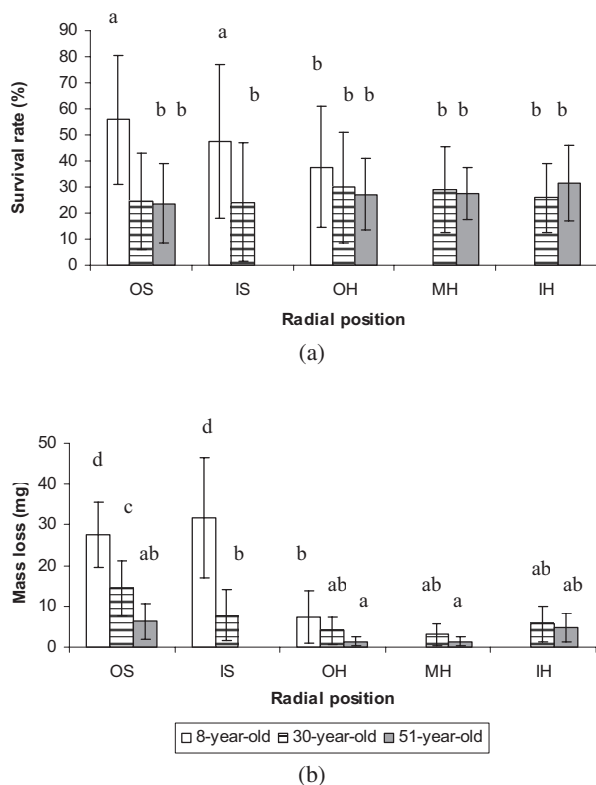 a a
90
80 b
70 b b b b b b b b b
60
50
40
30
20
10
0
Survival rate (%)
OS IS OH MH IH
Radial position
(a)
50 d
d
40 c
ab b b ab ab ab ab
30 a a
20
10
0
Mass loss (mg)
OS IS OH MH IH
Radial position
8-year-old 30-year-old 51-year-old
(b)